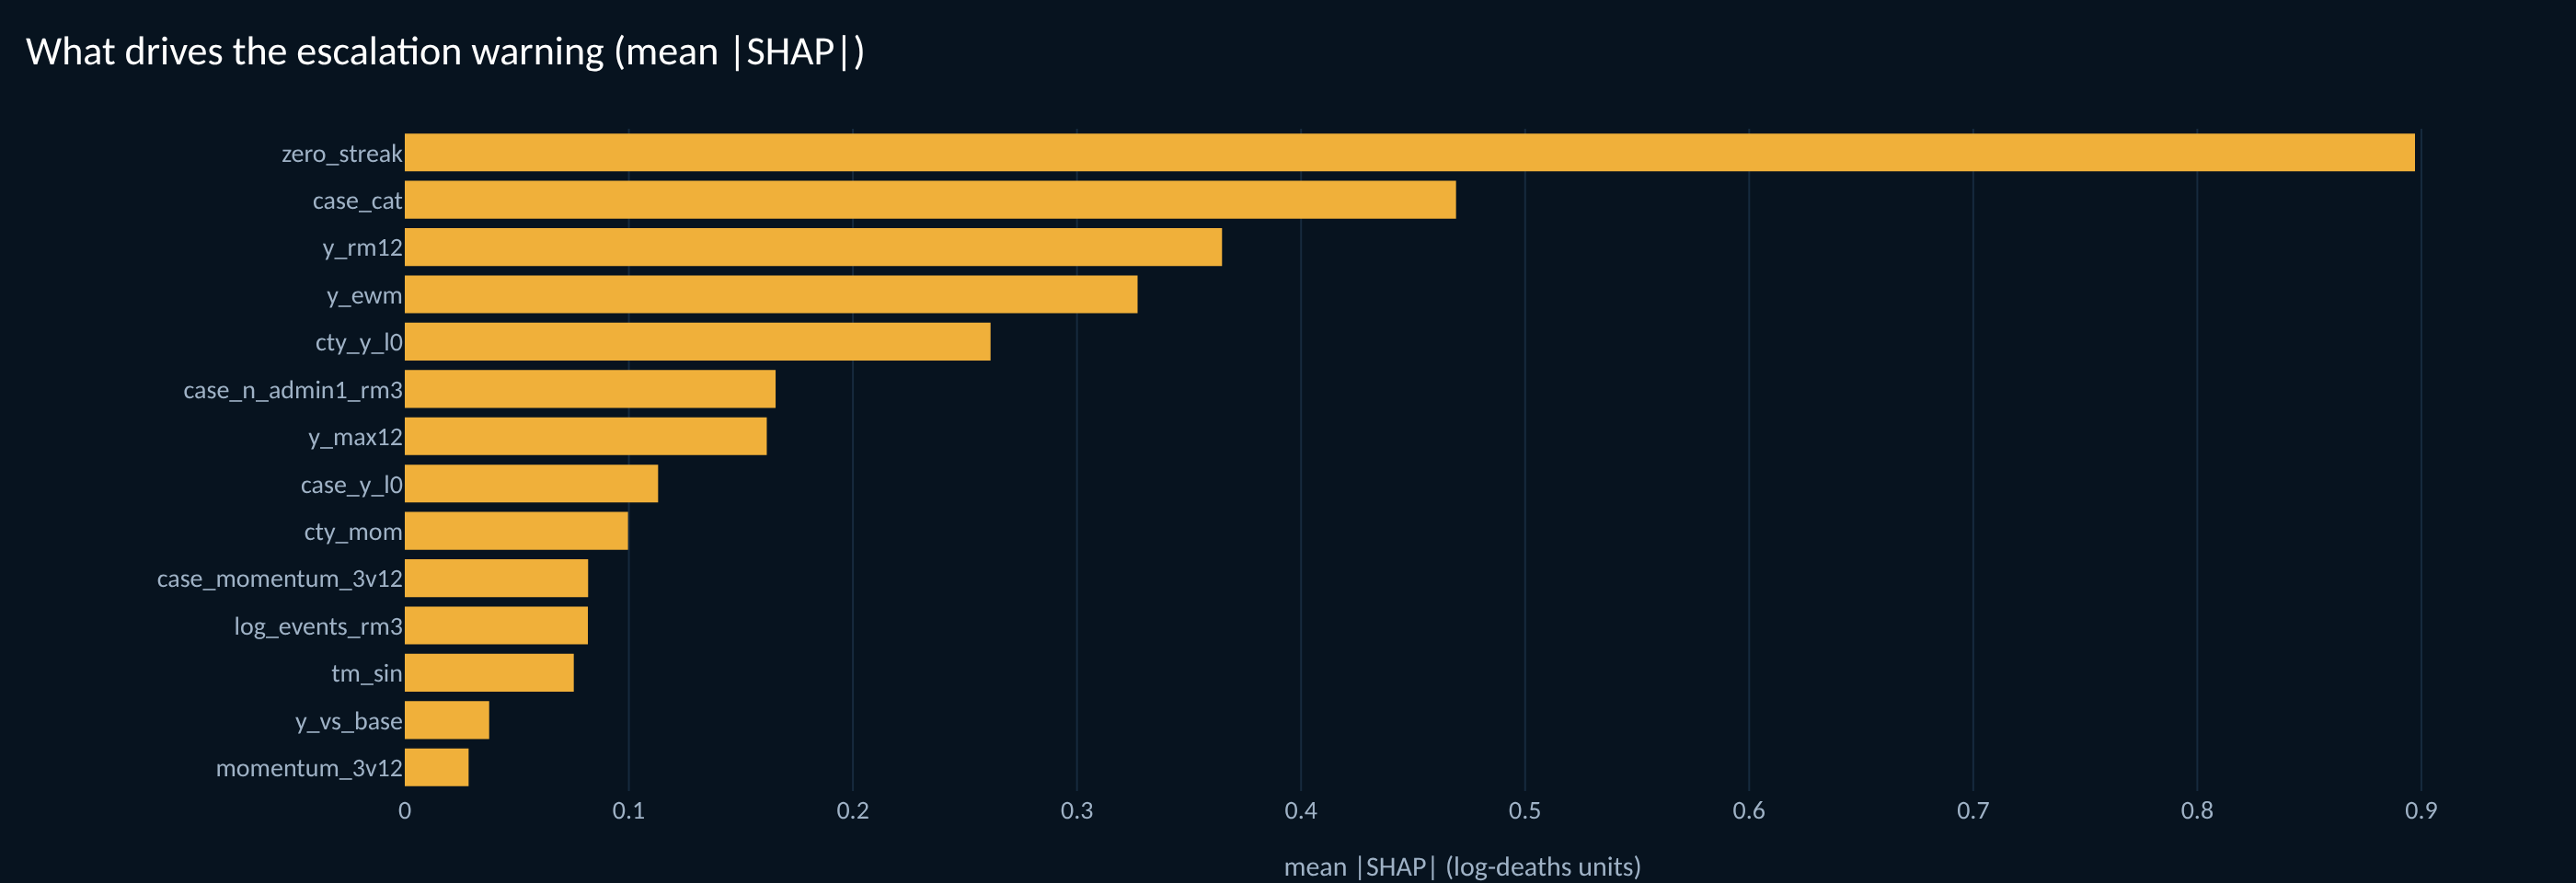 What drives the escalation warning (mean |SHAP|)
zero_streak
case_cat
y_rm12
y_ewm
cty_y_l0
case_n_admin1_rm3
y_max12
case_y_l0
cty_mom
case_momentum_3v12
log_events_rm3
tm_sin
y_vs_base
momentum_3v12
0 0.1 0.2 0.3 0.4 0.5 0.6 0.7 0.8 0.9
mean |SHAP| (log-deaths units)